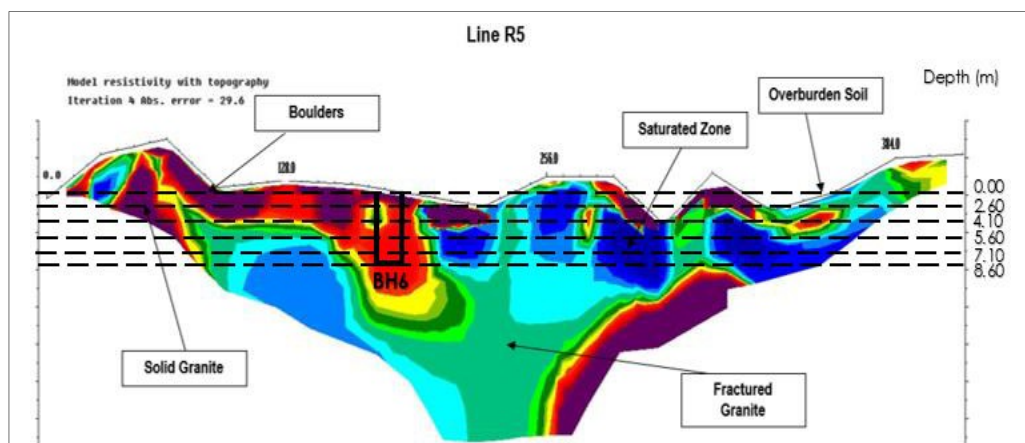 Line R5
Model resistivity with topography
Iteration 4 Abs. error = 29.6
Depth (m)
Boulders
Overburden Soil
Saturated Zone
0.0
128.0
256.0
384.0
0.00
2.60
4.10
5.60
7.10
8.60
BH6
Solid Granite
Fractured
Granite